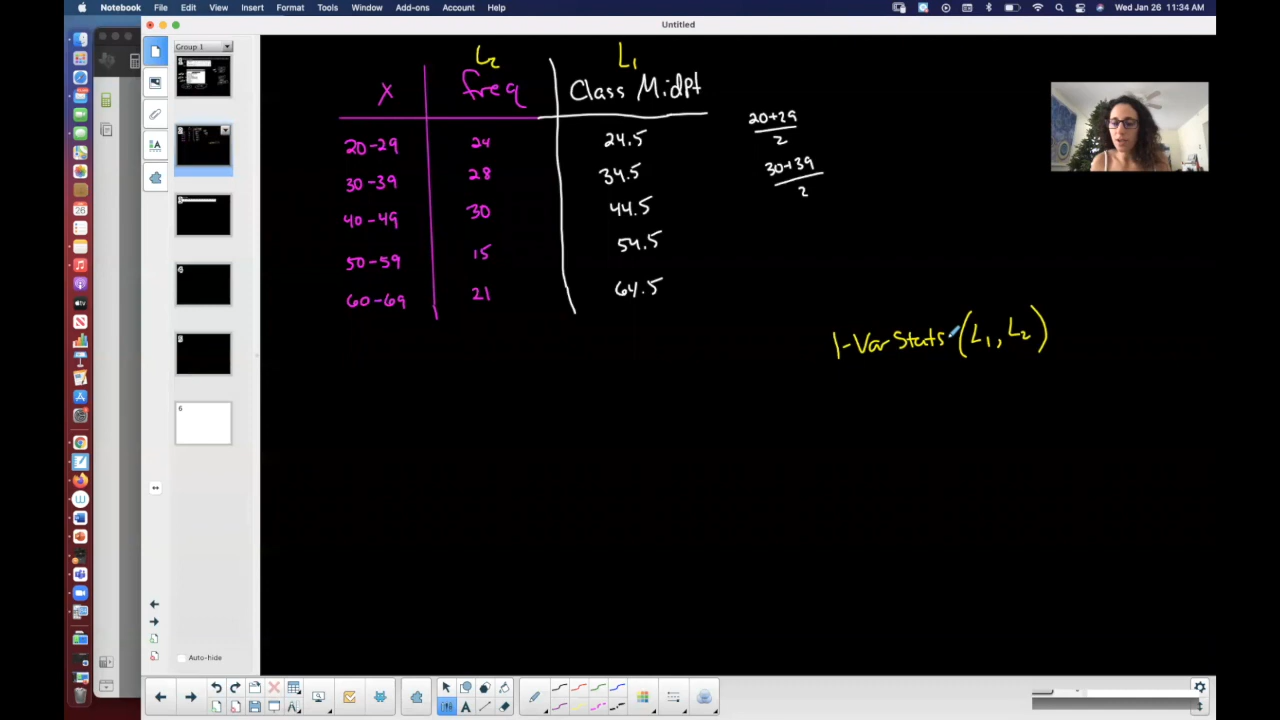 Notebook File Edit View Insert Format Tools Window Add-ons Account Help Wed Jan 26 11:34 AM
Untitled
Group 1
L2 L1
x freq Class Midpt
20-29 24 24.5
30-39 28 34.5
40-49 30 44.5
50-59 15 54.5
60-69 21 64.5
20+29
2
30+39
2
1-Var Stats (L1, L2)
6
Auto-hide